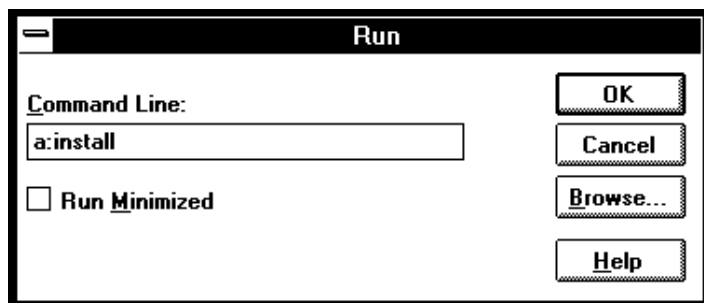 Run
Command Line:
a:install
Run Minimized
OK
Cancel
Browse...
Help